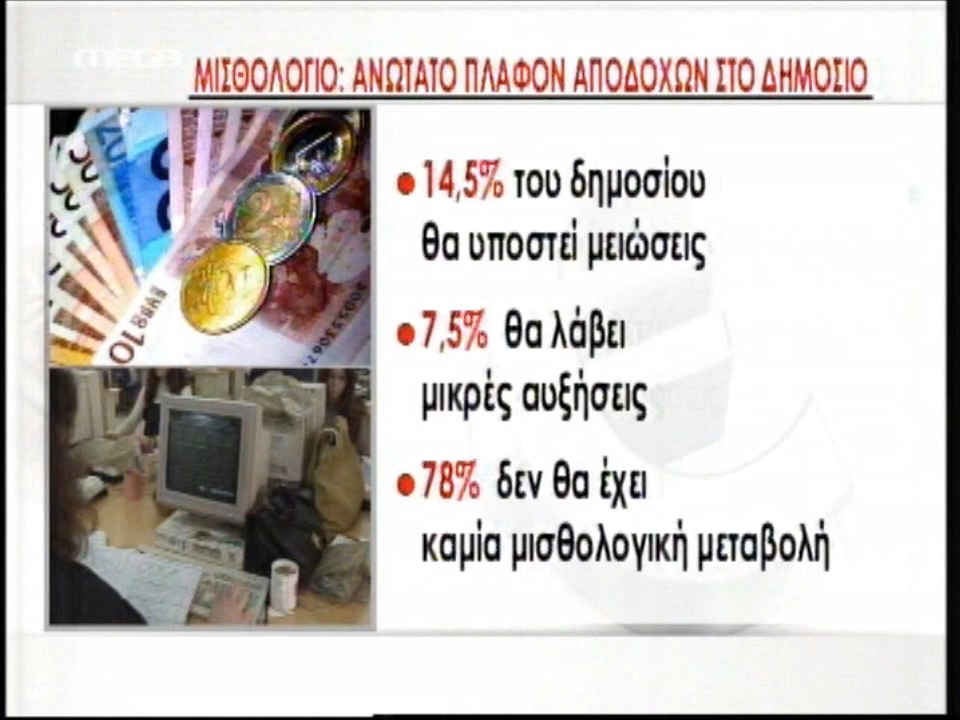 MEGA
ΜΙΣΘΟΛΟΓΙΟ: ΑΝΩΤΑΤΟ ΠΛΑΦΟΝ ΑΠΟΔΟΧΩΝ ΣΤΟ ΔΗΜΟΣΙΟ
●14,5% του δημοσίου
θα υποστεί μειώσεις
●7,5% θα λάβει
μικρές αυξήσεις
●78% δεν θα έχει
καμία μισθολογική μεταβολή